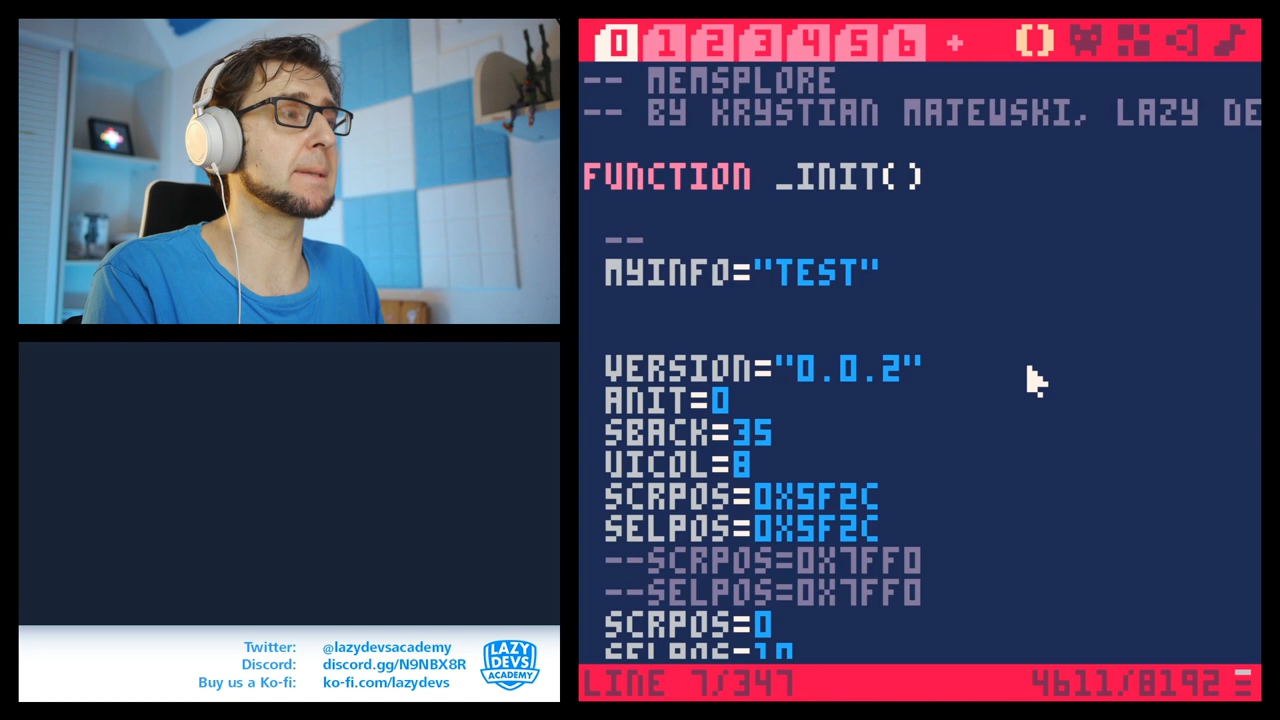 0 1 2 3 4 5 6 +
-- MEMSPLORE
-- BY KRYSTIAN MAJEWSKI, LAZY DE
FUNCTION _INIT()
--
MYINFO="TEST"
VERSION="0.0.2"
ANIT=0
SBACK=35
VICOL=8
SCRPOS=0X5F2C
SELPOS=0X5F2C
--SCRPOS=0X7FF0
--SELPOS=0X7FF0
SCRPOS=0
SELPOS=10
LINE 7/347 4611/8192
Twitter: @lazydevsacademy
Discord: discord.gg/N9NBX8R
Buy us a Ko-fi: ko-fi.com/lazydevs
LAZY
DEVS
ACADEMY